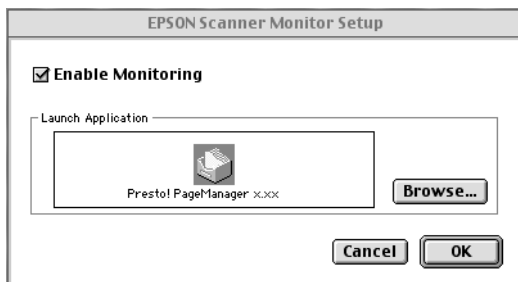 EPSON Scanner Monitor Setup
Enable Monitoring
Launch Application
Presto! PageManager x.xx
Browse...
Cancel OK